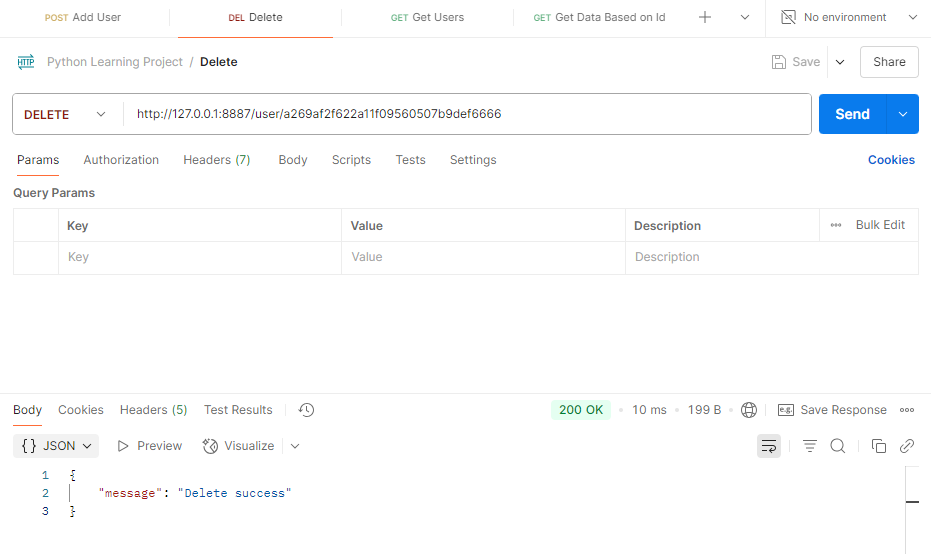 POST Add User DEL Delete GET Get Users GET Get Data Based on Id No environment
HTTP Python Learning Project / Delete Save Share
DELETE http://127.0.0.1:8887/user/a269af2f622a11f09560507b9def6666 Send
Params Authorization Headers (7) Body Scripts Tests Settings Cookies
Query Params
Key Value Description Bulk Edit
Key Value Description
Body Cookies Headers (5) Test Results 200 OK • 10 ms • 199 B • e.g. Save Response
{} JSON Preview Visualize
1 {
2 "message": "Delete success"
3 }